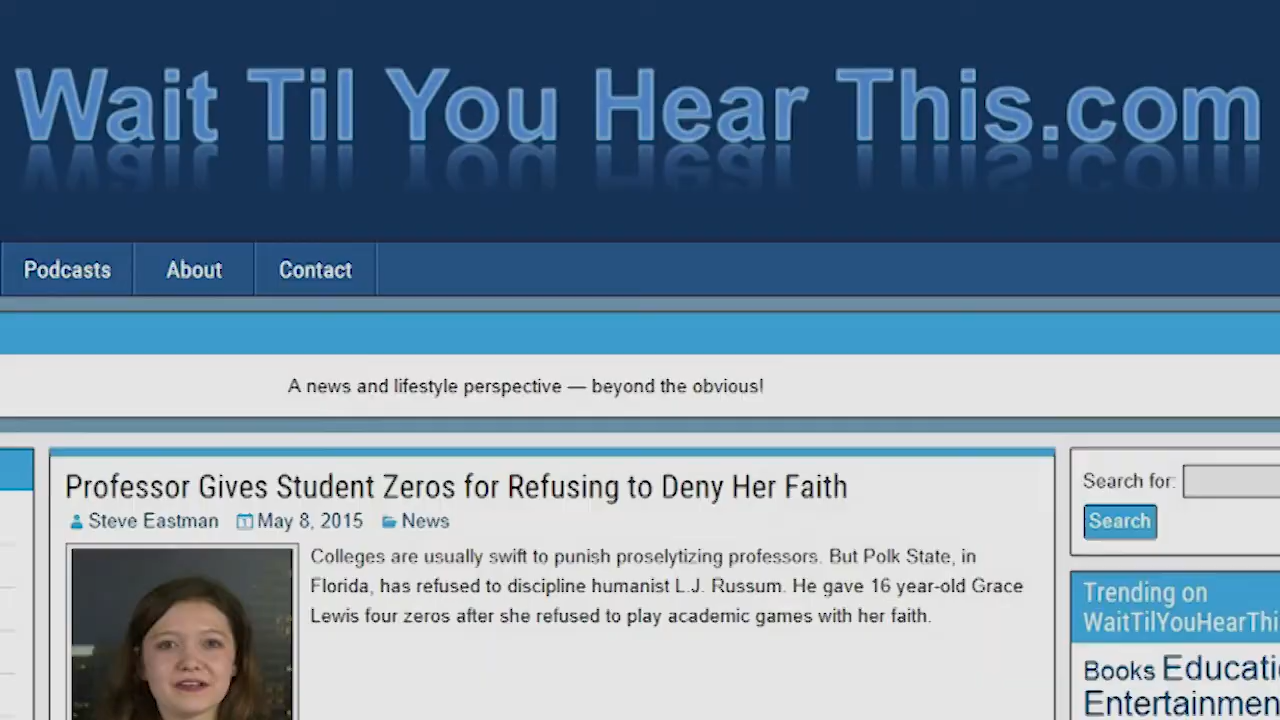 Wait Til You Hear This.com
Podcasts
About
Contact
A news and lifestyle perspective — beyond the obvious!
Professor Gives Student Zeros for Refusing to Deny Her Faith
Steve Eastman May 8, 2015 News
Colleges are usually swift to punish proselytizing professors. But Polk State, in
Florida, has refused to discipline humanist L.J. Russum. He gave 16 year-old Grace
Lewis four zeros after she refused to play academic games with her faith.
Search for:
Search
Trending on
WaitTilYouHearThi
Books Educati
Entertainmen